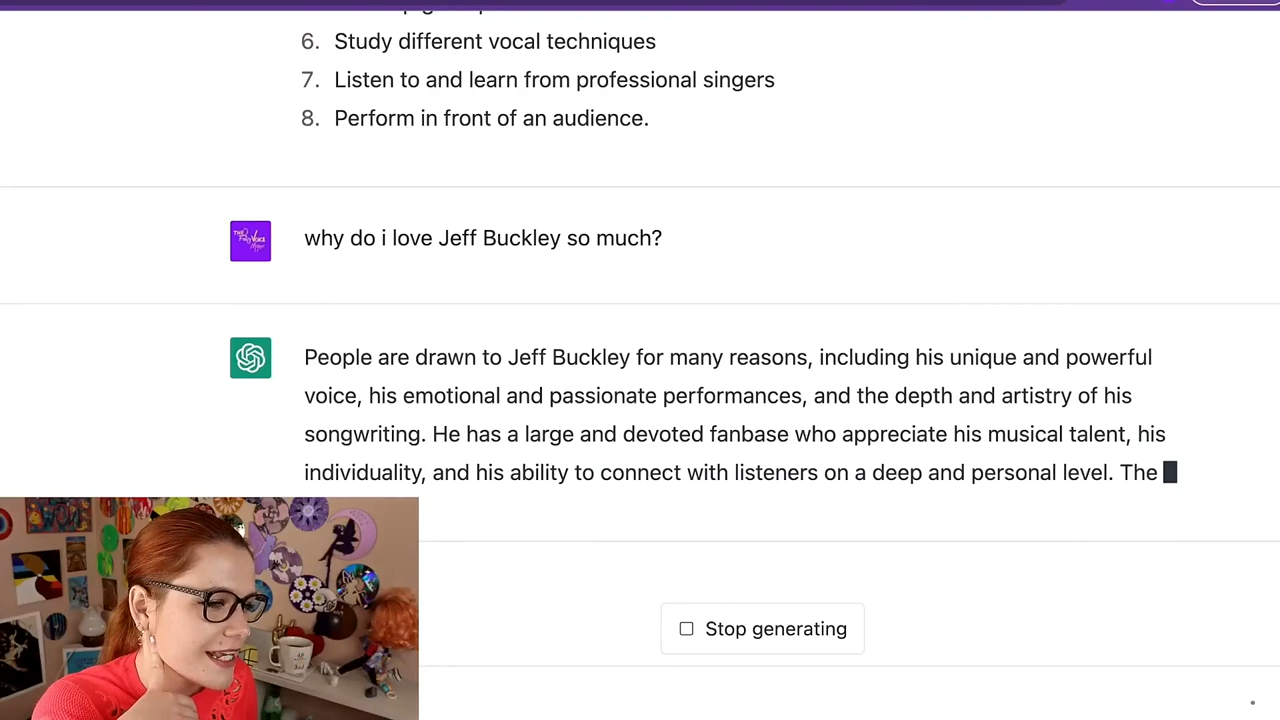 6. Study different vocal techniques
7. Listen to and learn from professional singers
8. Perform in front of an audience.
THE
VOICE
why do i love Jeff Buckley so much?
People are drawn to Jeff Buckley for many reasons, including his unique and powerful
voice, his emotional and passionate performances, and the depth and artistry of his
songwriting. He has a large and devoted fanbase who appreciate his musical talent, his
individuality, and his ability to connect with listeners on a deep and personal level. The
Stop generating